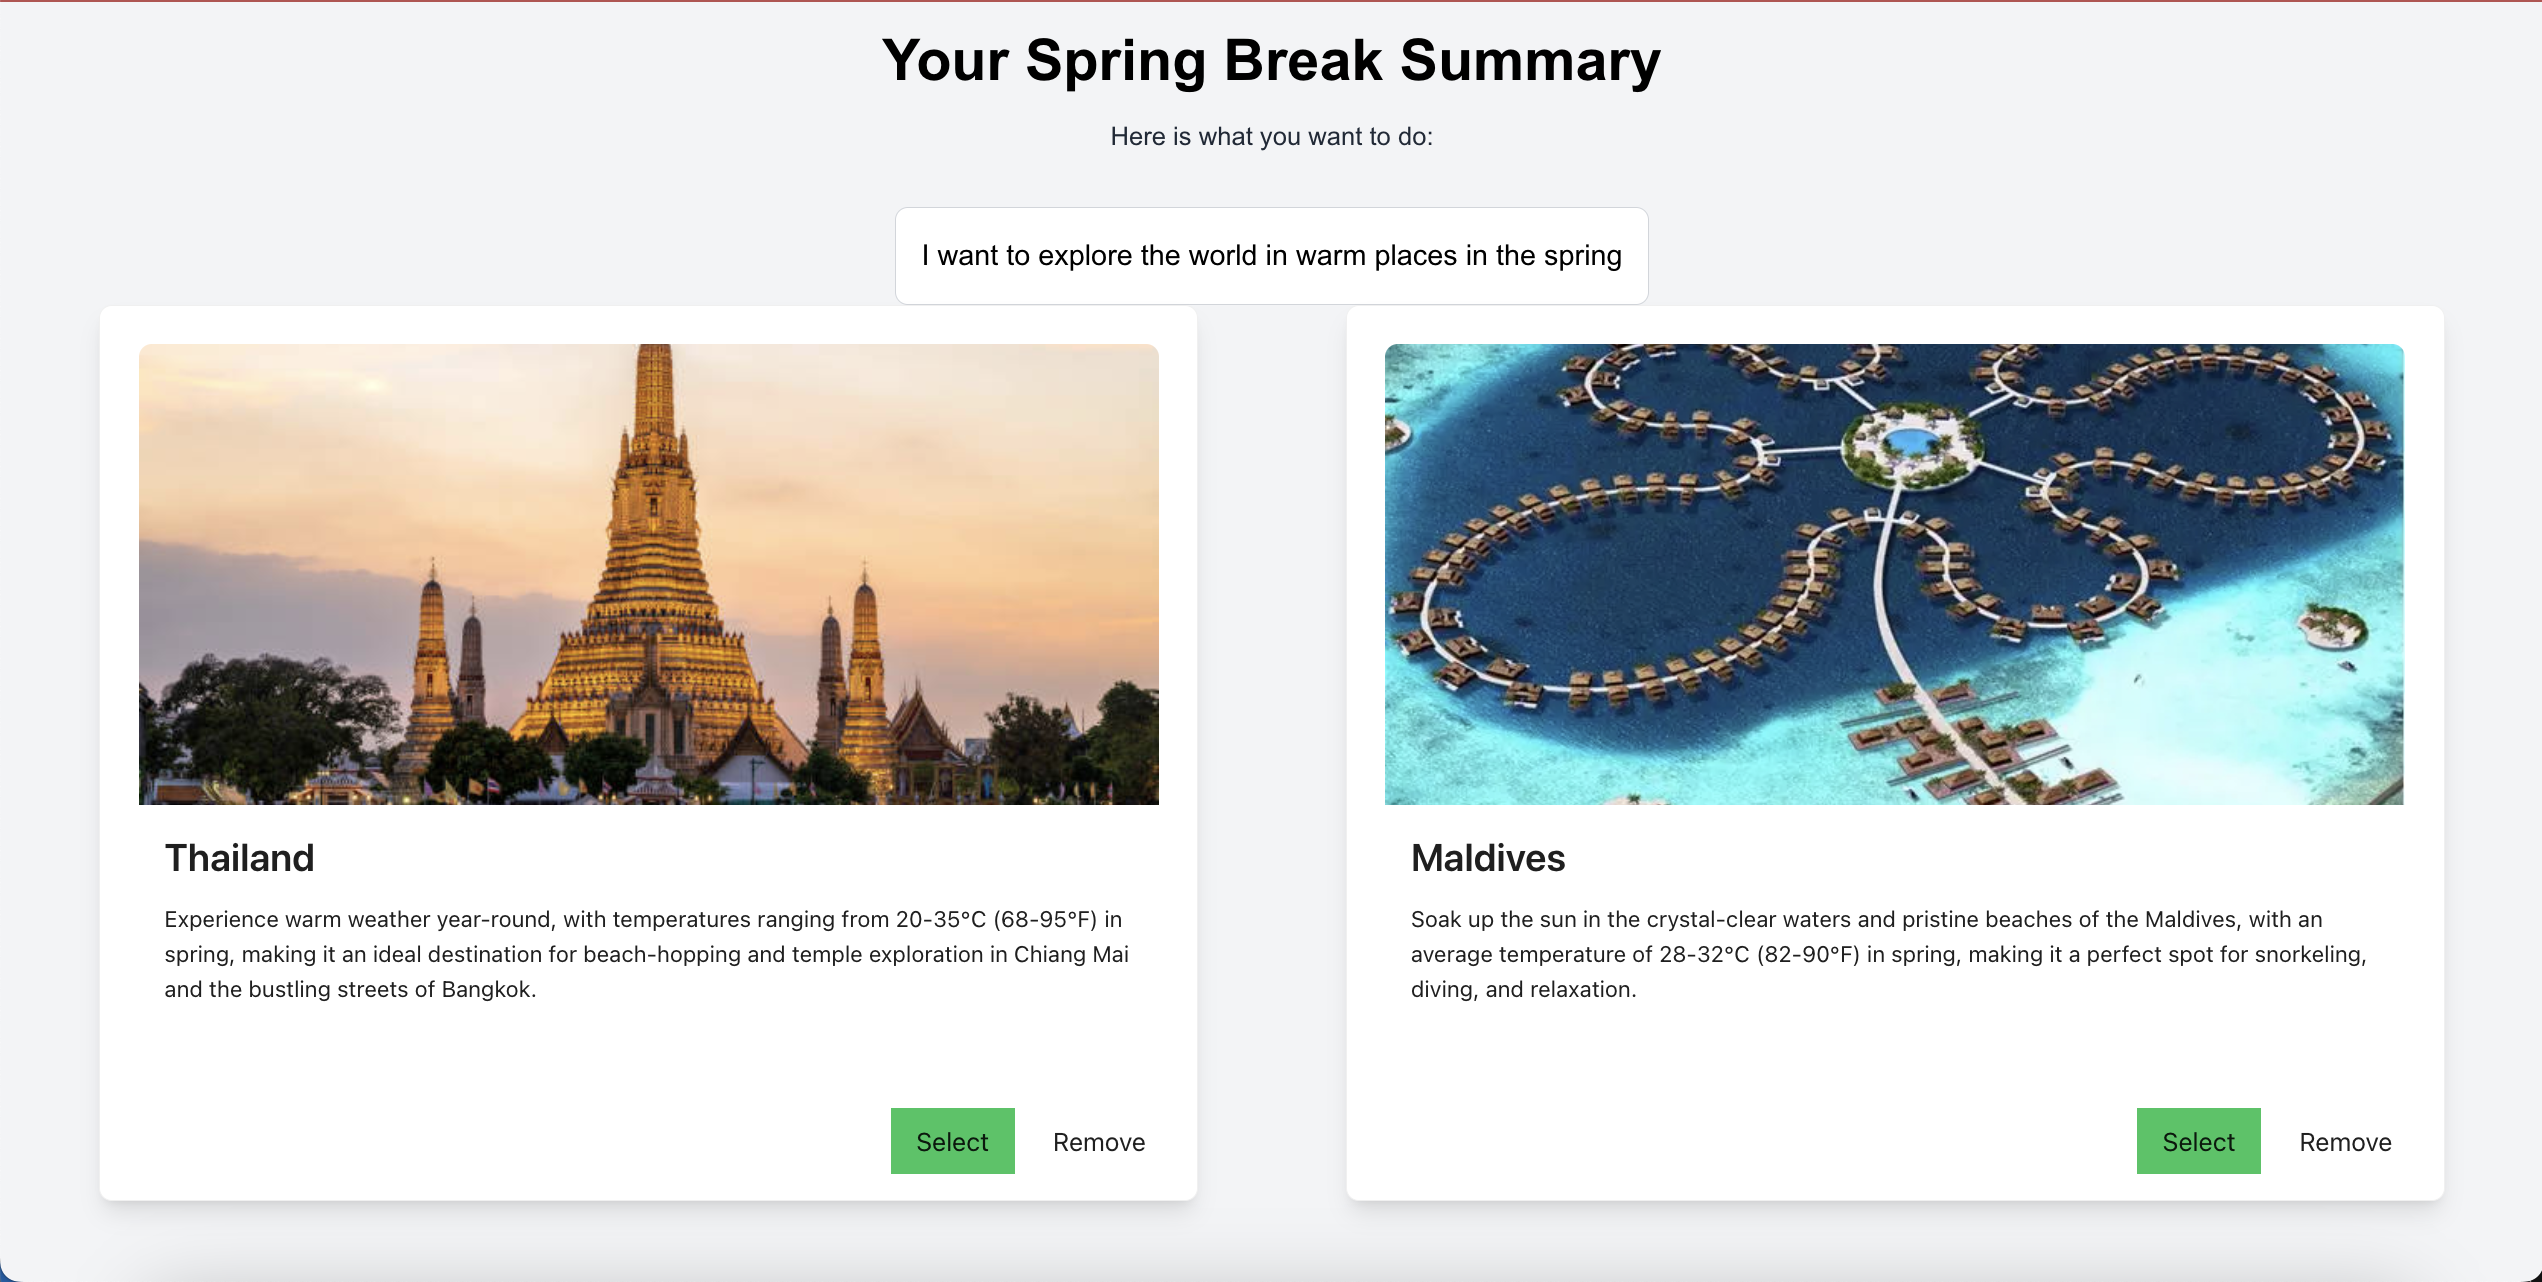 Your Spring Break Summary
Here is what you want to do:
I want to explore the world in warm places in the spring
Thailand
Experience warm weather year-round, with temperatures ranging from 20-35°C (68-95°F) in
spring, making it an ideal destination for beach-hopping and temple exploration in Chiang Mai
and the bustling streets of Bangkok.
Select
Remove
Maldives
Soak up the sun in the crystal-clear waters and pristine beaches of the Maldives, with an
average temperature of 28-32°C (82-90°F) in spring, making it a perfect spot for snorkeling,
diving, and relaxation.
Select
Remove